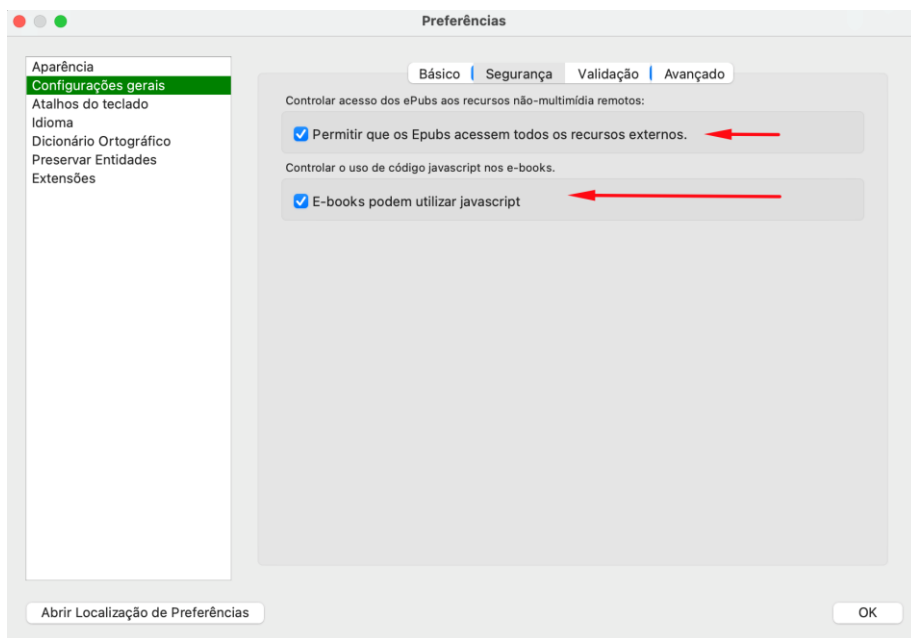 Preferências
Aparência
Configurações gerais
Atalhos do teclado
Idioma
Dicionário Ortográfico
Preservar Entidades
Extensões
Básico Segurança Validação Avançado
Controlar acesso dos ePubs aos recursos não-multimídia remotos:
Permitir que os Epubs acessem todos os recursos externos.
Controlar o uso de código javascript nos e-books.
E-books podem utilizar javascript
Abrir Localização de Preferências
OK